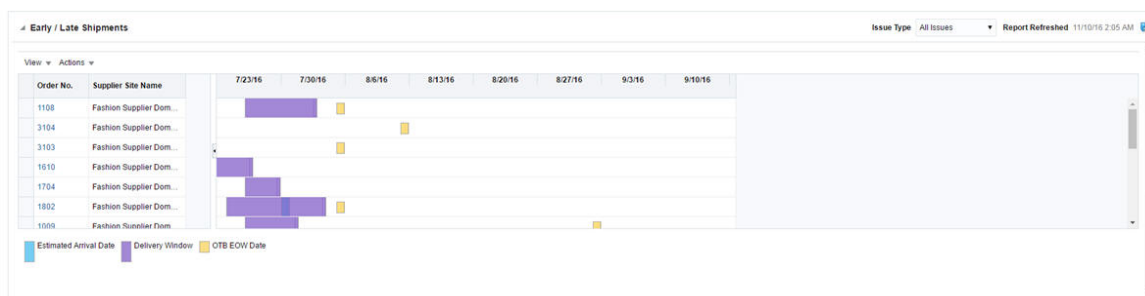 Early / Late Shipments
Issue Type All Issues Report Refreshed 11/10/16 2:05 AM
View Actions
Order No. Supplier Site Name 7/23/16 7/30/16 8/6/16 8/13/16 8/20/16 8/27/16 9/3/16 9/10/16
1108 Fashion Supplier Dom...
3104 Fashion Supplier Dom...
3103 Fashion Supplier Dom...
1610 Fashion Supplier Dom...
1704 Fashion Supplier Dom...
1802 Fashion Supplier Dom...
1009 Fashion Supplier Dom
Estimated Arrival Date Delivery Window OTB EOW Date